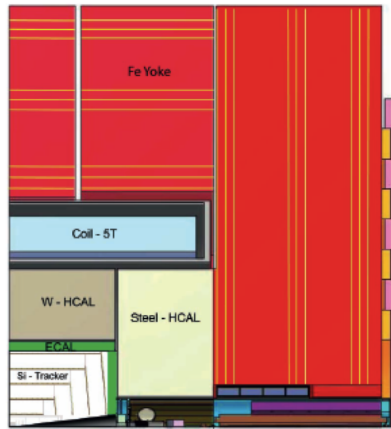 Fe Yoke
Coil - 5T
W - HCAL
Steel - HCAL
ECAL
Si - Tracker